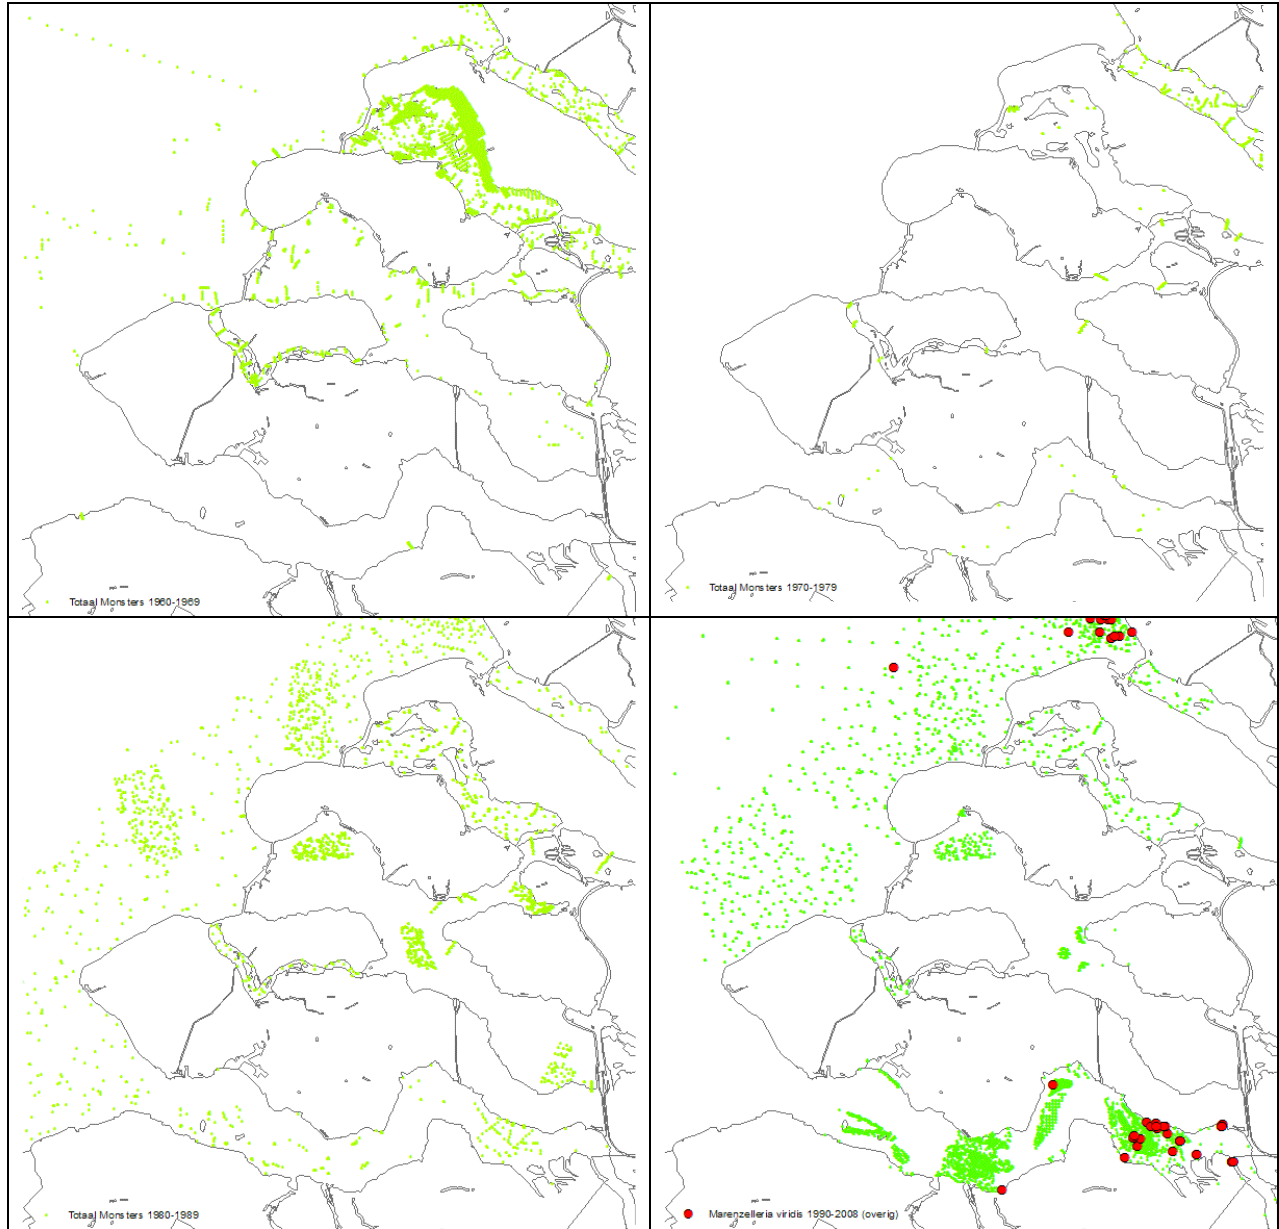 Totaal Monsters 1960-1969
Totaal Monsters 1970-1979
Totaal Monsters 1980-1989
Marenzelleria viridis 1990-2008 (overig)